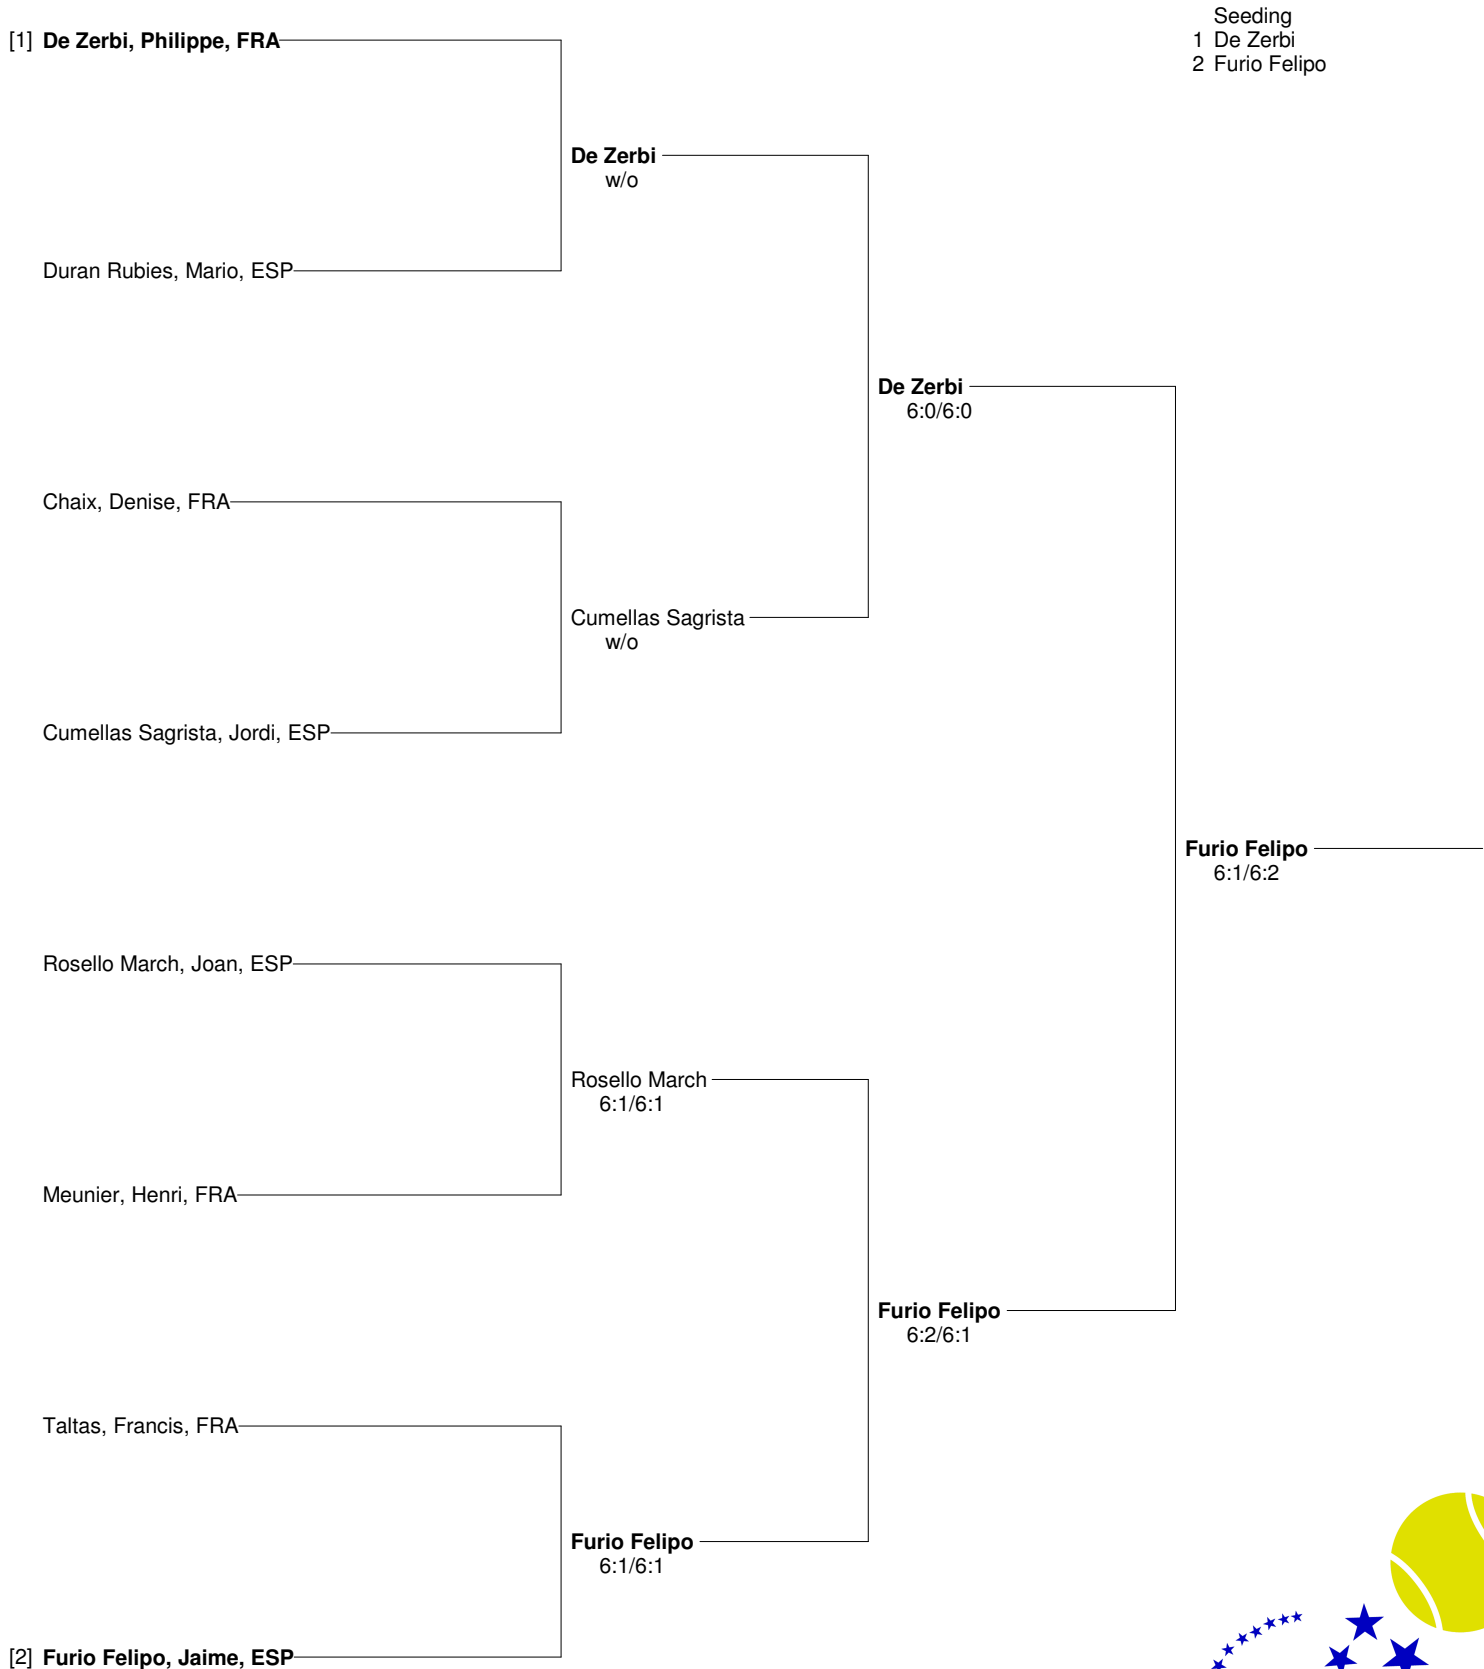 Seeding
1 De Zerbi
2 Furio Felipo
[1] De Zerbi, Philippe, FRA
De Zerbi
w/o
Duran Rubies, Mario, ESP
De Zerbi
6:0/6:0
Chaix, Denise, FRA
Cumellas Sagrista
w/o
Cumellas Sagrista, Jordi, ESP
Furio Felipo
6:1/6:2
Rosello March, Joan, ESP
Rosello March
6:1/6:1
Meunier, Henri, FRA
Furio Felipo
6:2/6:1
Taltas, Francis, FRA
Furio Felipo
6:1/6:1
[2] Furio Felipo, Jaime, ESP